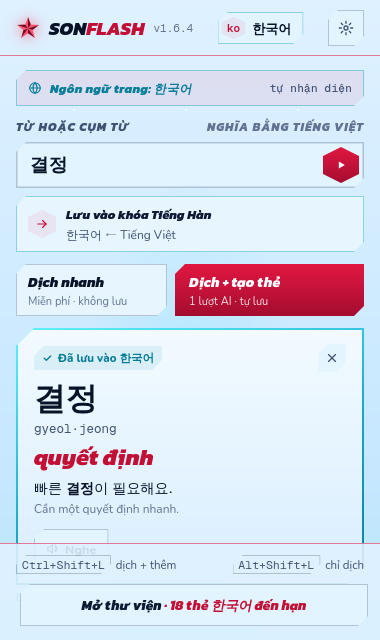 SONFLASH v1.6.4 ko 한국어
Ngôn ngữ trang: 한국어 tự nhận diện
TỪ HOẶC CỤM TỪ NGHĨA BẰNG TIẾNG VIỆT
결정
Lưu vào khóa Tiếng Hàn
한국어 ← Tiếng Việt
Dịch nhanh
Miễn phí · không lưu
Dịch + tạo thẻ
1 lượt AI · tự lưu
✓ Đã lưu vào 한국어
결정
gyeol·jeong
quyết định
빠른 결정이 필요해요.
Cần một quyết định nhanh.
Nghe
Ctrl+Shift+L dịch + thêm Alt+Shift+L chỉ dịch
Mở thư viện · 18 thẻ 한국어 đến hạn